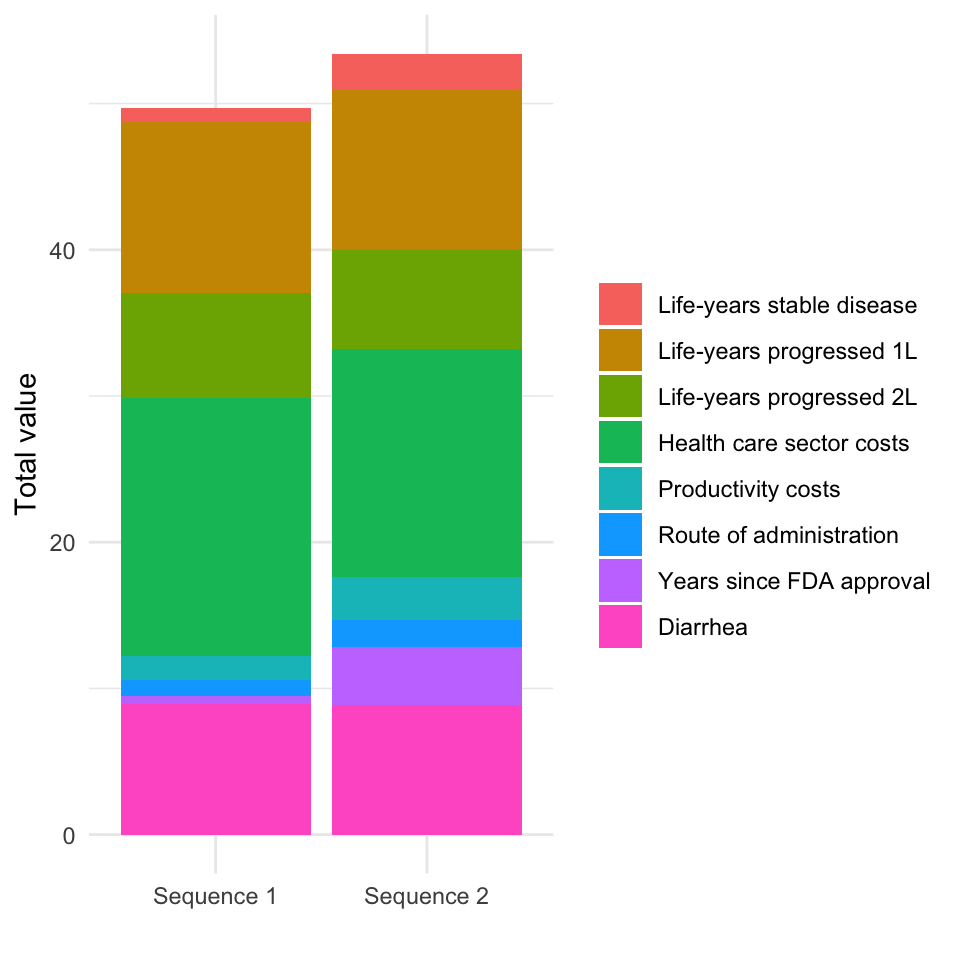 Total value
40
20
0
Sequence 1
Sequence 2
Life-years stable disease
Life-years progressed 1L
Life-years progressed 2L
Health care sector costs
Productivity costs
Route of administration
Years since FDA approval
Diarrhea